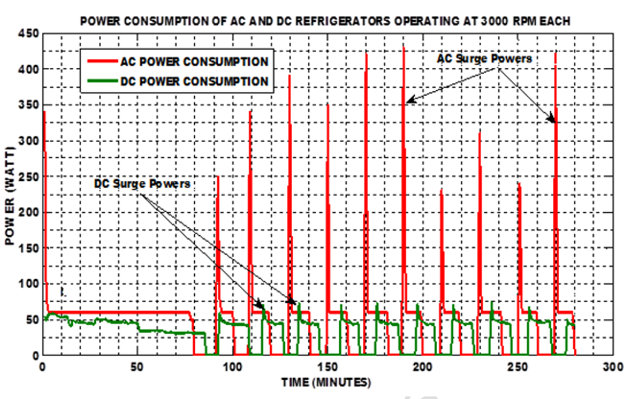 POWER CONSUMPTION OF AC AND DC REFRIGERATORS OPERATING AT 3000 RPM EACH
AC POWER CONSUMPTION
DC POWER CONSUMPTION
AC Surge Powers
DC Surge Powers
POWER (WATT)
450
400
350
300
250
200
150
100
50
0
0 50 100 150 200 250 300
TIME (MINUTES)